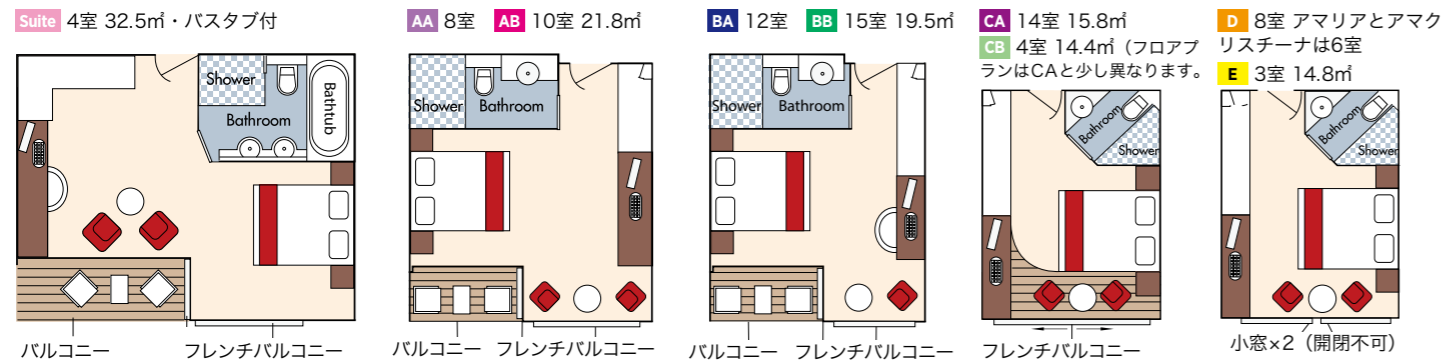 Suite 4室 32.5㎡・バスタブ付
Shower
Bathroom
Bathtub
バルコニー
フレンチバルコニー
AA 8室 AB 10室 21.8㎡
Shower
Bathroom
バルコニー
フレンチバルコニー
BA 12室 BB 15室 19.5㎡
Shower
Bathroom
バルコニー
フレンチバルコニー
CA 14室 15.8㎡
CB 4室 14.4㎡（フロアプ
ランはCAと少し異なります。
Bathroom
Shower
フレンチバルコニー
D 8室 アマリアとアマク
リスチーナは6室
E 3室 14.8㎡
Bathroom
Shower
小窓×2（開閉不可）